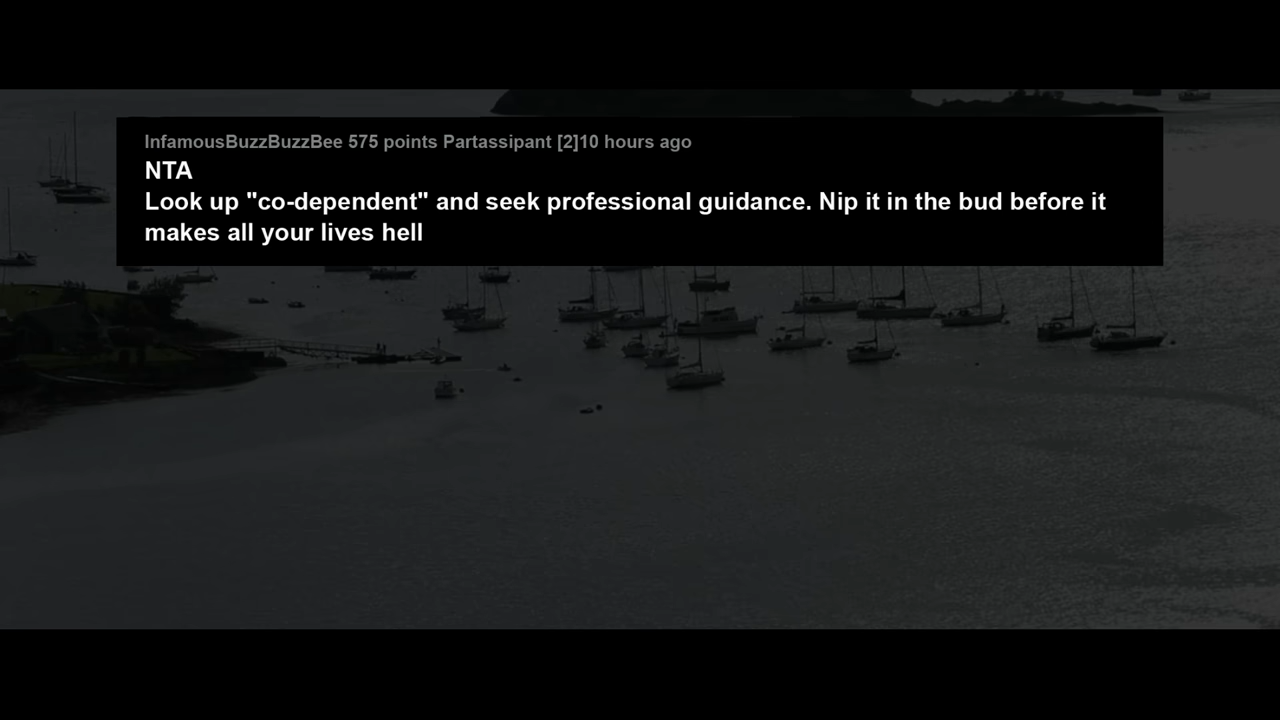 InfamousBuzzBuzzBee 575 points Partassipant [2]10 hours ago
NTA
Look up "co-dependent" and seek professional guidance. Nip it in the bud before it
makes all your lives hell